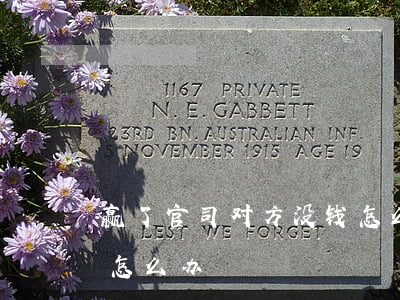 1167 PRIVATE
N. E. GABBETT
23RD BN. AUSTRALIAN INF.
5 NOVEMBER 1915 AGE 19
赢了官司对方没钱怎么
LEST WE FORGET
怎么办